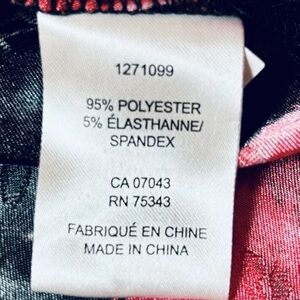 1271099
95% POLYESTER
5% ÉLASTHANNE/
SPANDEX
CA 07043
RN 75343
FABRIQUÉ EN CHINE
MADE IN CHINA